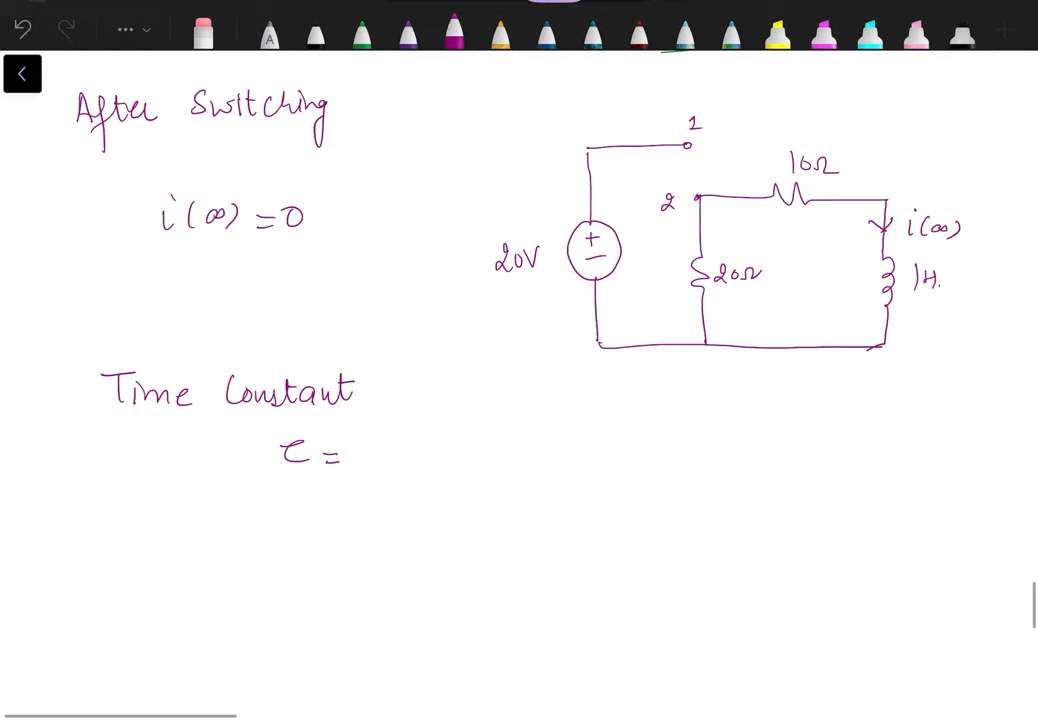 After Switching
i(∞) = 0
1
10Ω
2
i(∞)
20V
+
−
20Ω
1H.
Time Constant
τ =